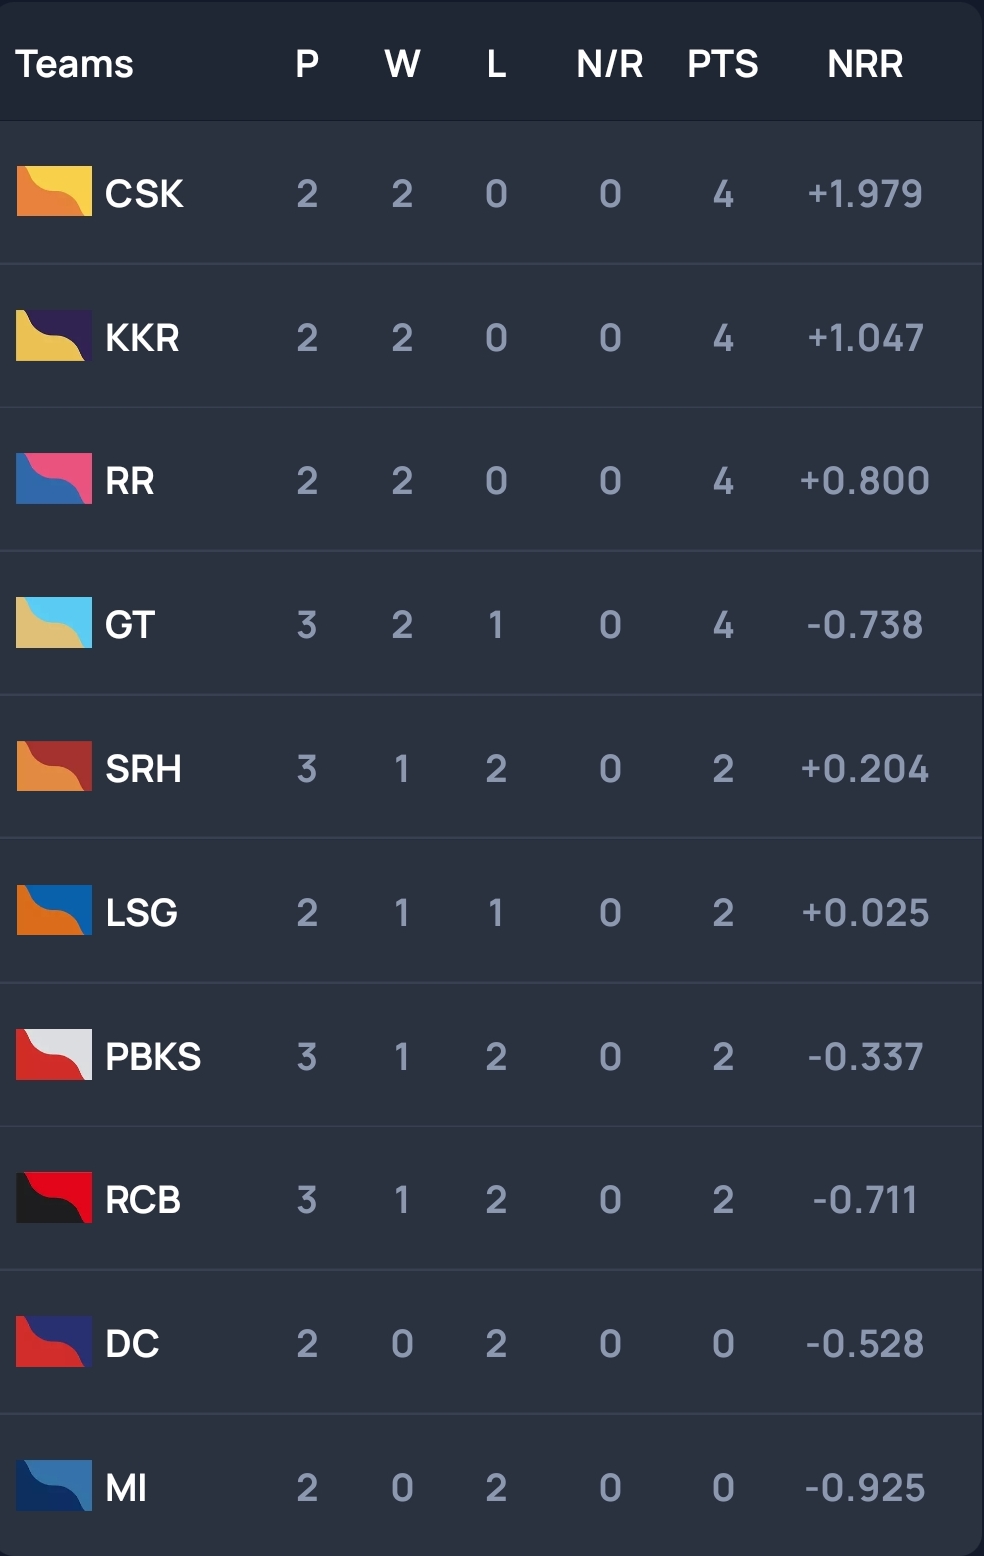 Teams P W L N/R PTS NRR
CSK 2 2 0 0 4 +1.979
KKR 2 2 0 0 4 +1.047
RR 2 2 0 0 4 +0.800
GT 3 2 1 0 4 -0.738
SRH 3 1 2 0 2 +0.204
LSG 2 1 1 0 2 +0.025
PBKS 3 1 2 0 2 -0.337
RCB 3 1 2 0 2 -0.711
DC 2 0 2 0 0 -0.528
MI 2 0 2 0 0 -0.925